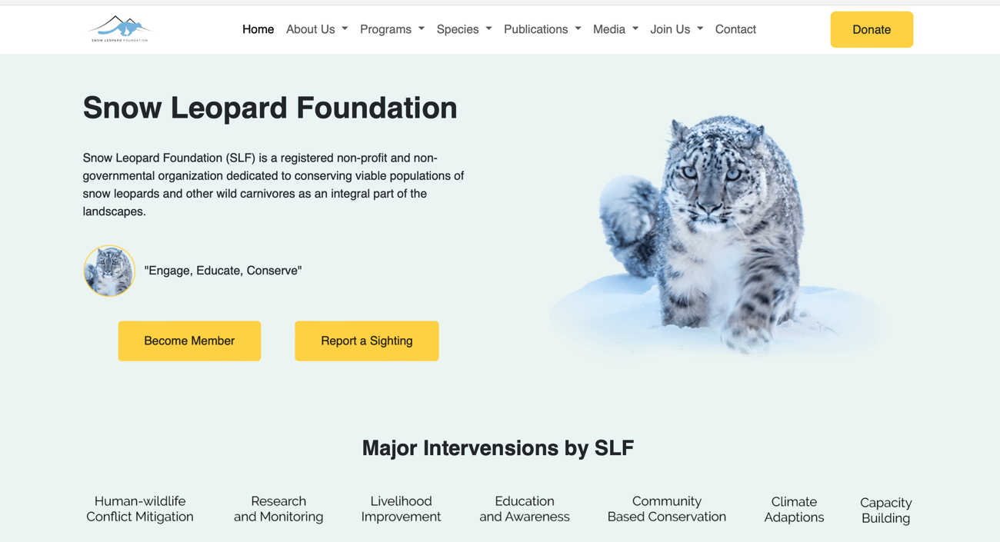 SNOW LEOPARD FOUNDATION
Home About Us Programs Species Publications Media Join Us Contact
Donate
Snow Leopard Foundation
Snow Leopard Foundation (SLF) is a registered non-profit and non-
governmental organization dedicated to conserving viable populations of
snow leopards and other wild carnivores as an integral part of the
landscapes.
"Engage, Educate, Conserve"
Become Member
Report a Sighting
Major Intervensions by SLF
Human-wildlife
Conflict Mitigation
Research
and Monitoring
Livelihood
Improvement
Education
and Awareness
Community
Based Conservation
Climate
Adaptions
Capacity
Building